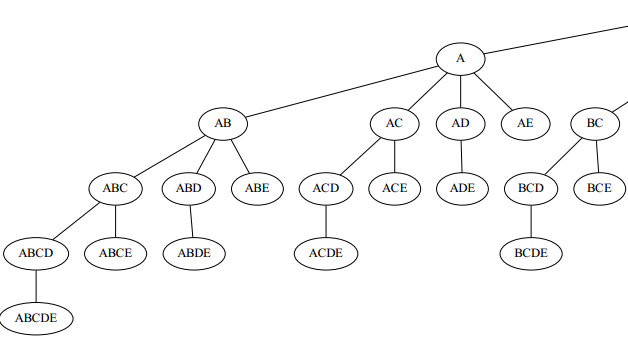 A
AB AC AD AE BC
ABC ABD ABE ACD ACE ADE BCD BCE
ABCD ABCE ABDE ACDE BCDE
ABCDE